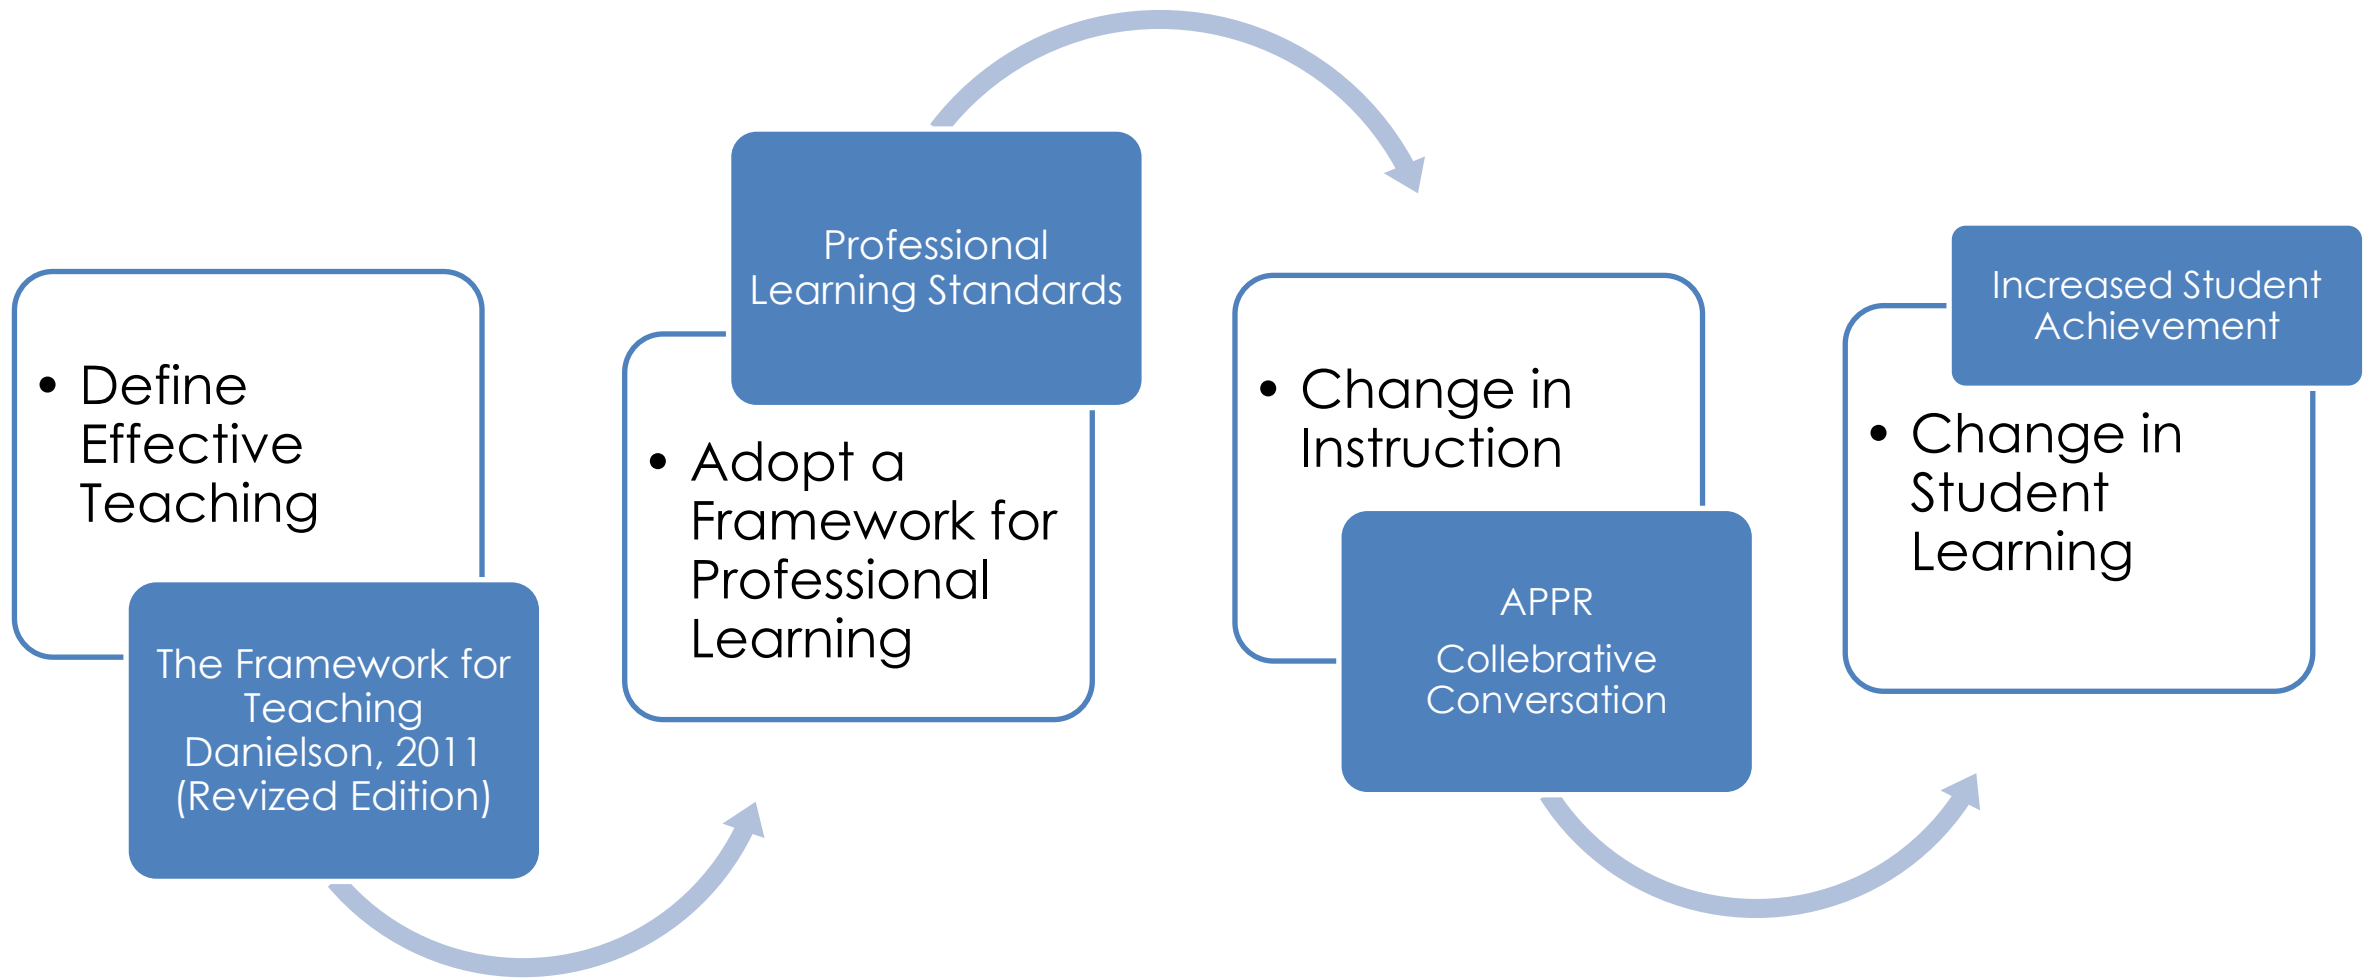 • Define
Effective
Teaching
The Framework for
Teaching
Danielson, 2011
(Revized Edition)
Professional
Learning Standards
• Adopt a
Framework for
Professional
Learning
• Change in
Instruction
APPR
Collebrative
Conversation
Increased Student
Achievement
• Change in
Student
Learning